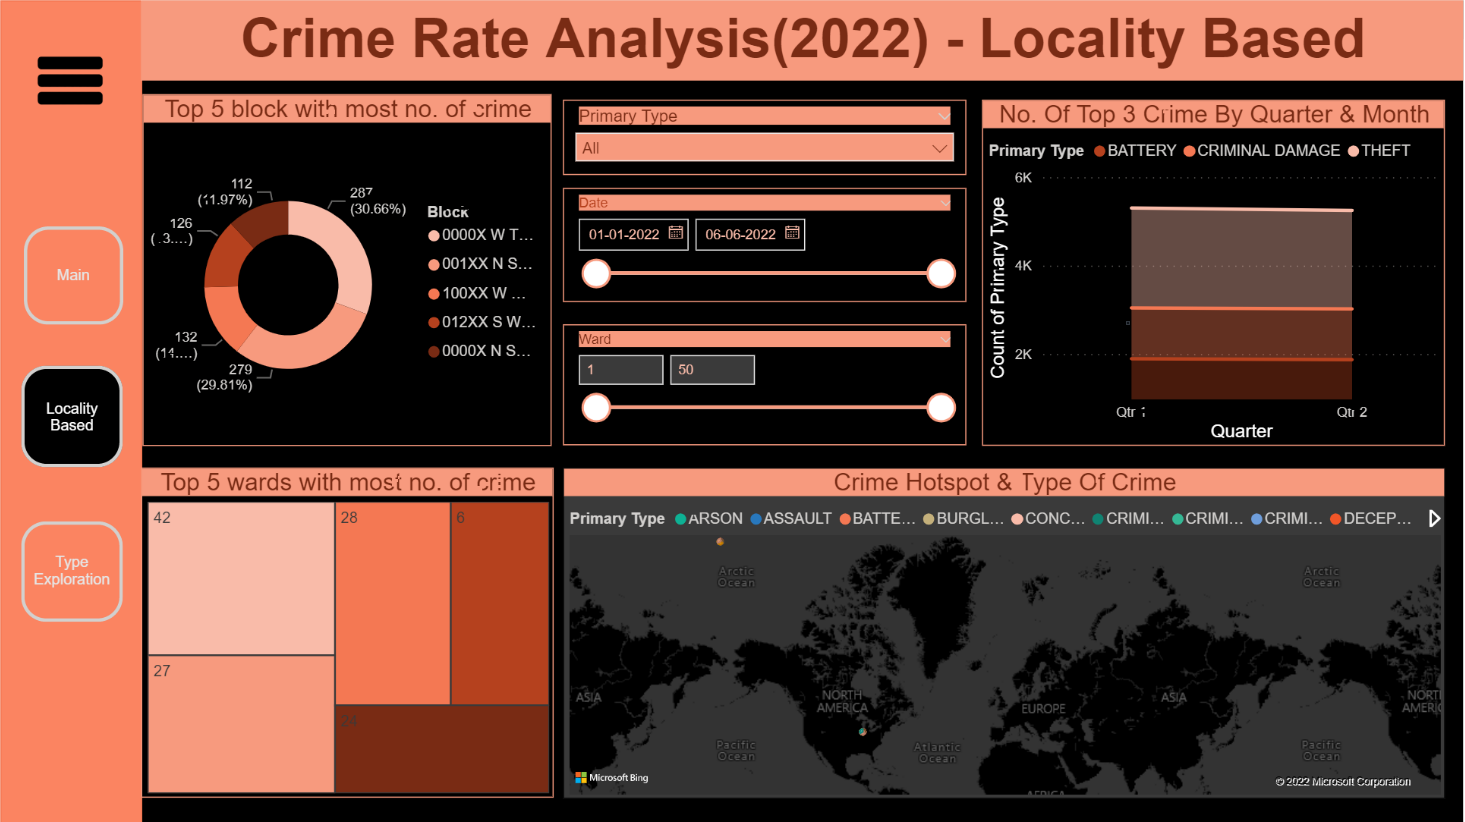 Crime Rate Analysis(2022) - Locality Based
Main
Locality
Based
Type
Exploration
Top 5 block with most no. of crime
112
(11.97%)
287
(30.66%)
126
132
279
(29.81%)
Block
0000X W T...
001XX N S...
100XX W ...
012XX S W...
0000X N S...
Primary Type
All
Date
01-01-2022
06-06-2022
Ward
1
50
No. Of Top 3 Crime By Quarter & Month
Primary Type BATTERY CRIMINAL DAMAGE THEFT
6K
4K
2K
Count of Primary Type
Qtr 1
Qtr 2
Quarter
Top 5 wards with most no. of crime
42
28
6
27
24
Crime Hotspot & Type Of Crime
Primary Type ARSON ASSAULT BATTE... BURGL... CONC... CRIMI... CRIMI... CRIMI... DECEP...
Arctic
Ocean
Arctic
Ocean
ASIA
NORTH
AMERICA
EUROPE
ASIA
Pacific
Ocean
Atlantic
Ocean
Pacific
Ocean
Microsoft Bing
© 2022 Microsoft Corporation